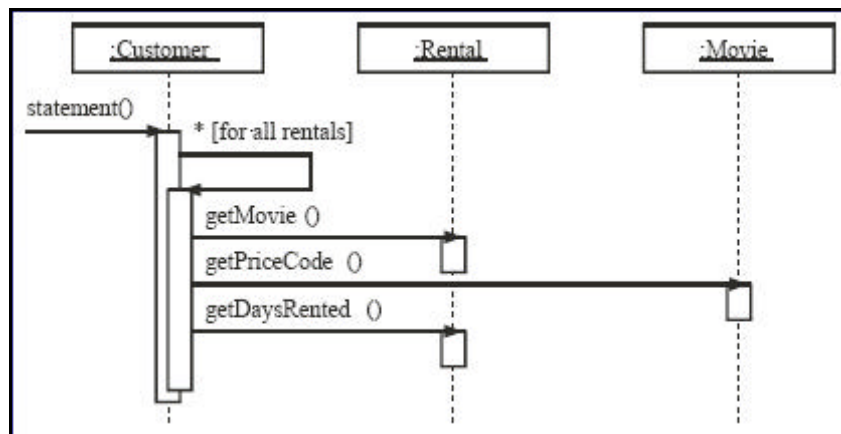 :Customer
:Rental
:Movie
statement()
* [for all rentals]
getMovie ()
getPriceCode ()
getDaysRented ()